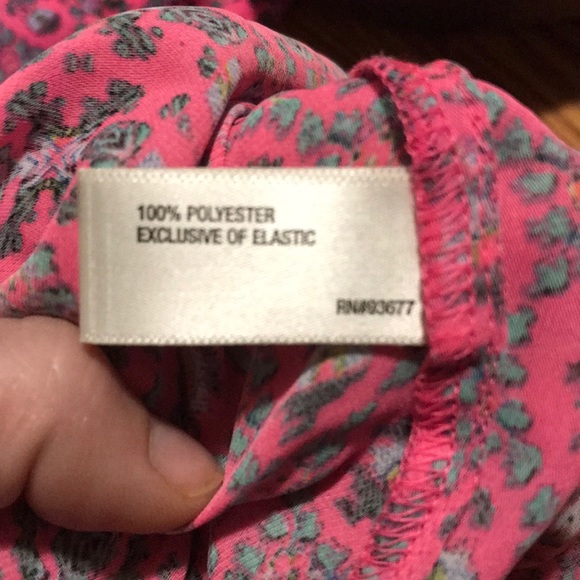 100% POLYESTER
EXCLUSIVE OF ELASTIC
RN#93677